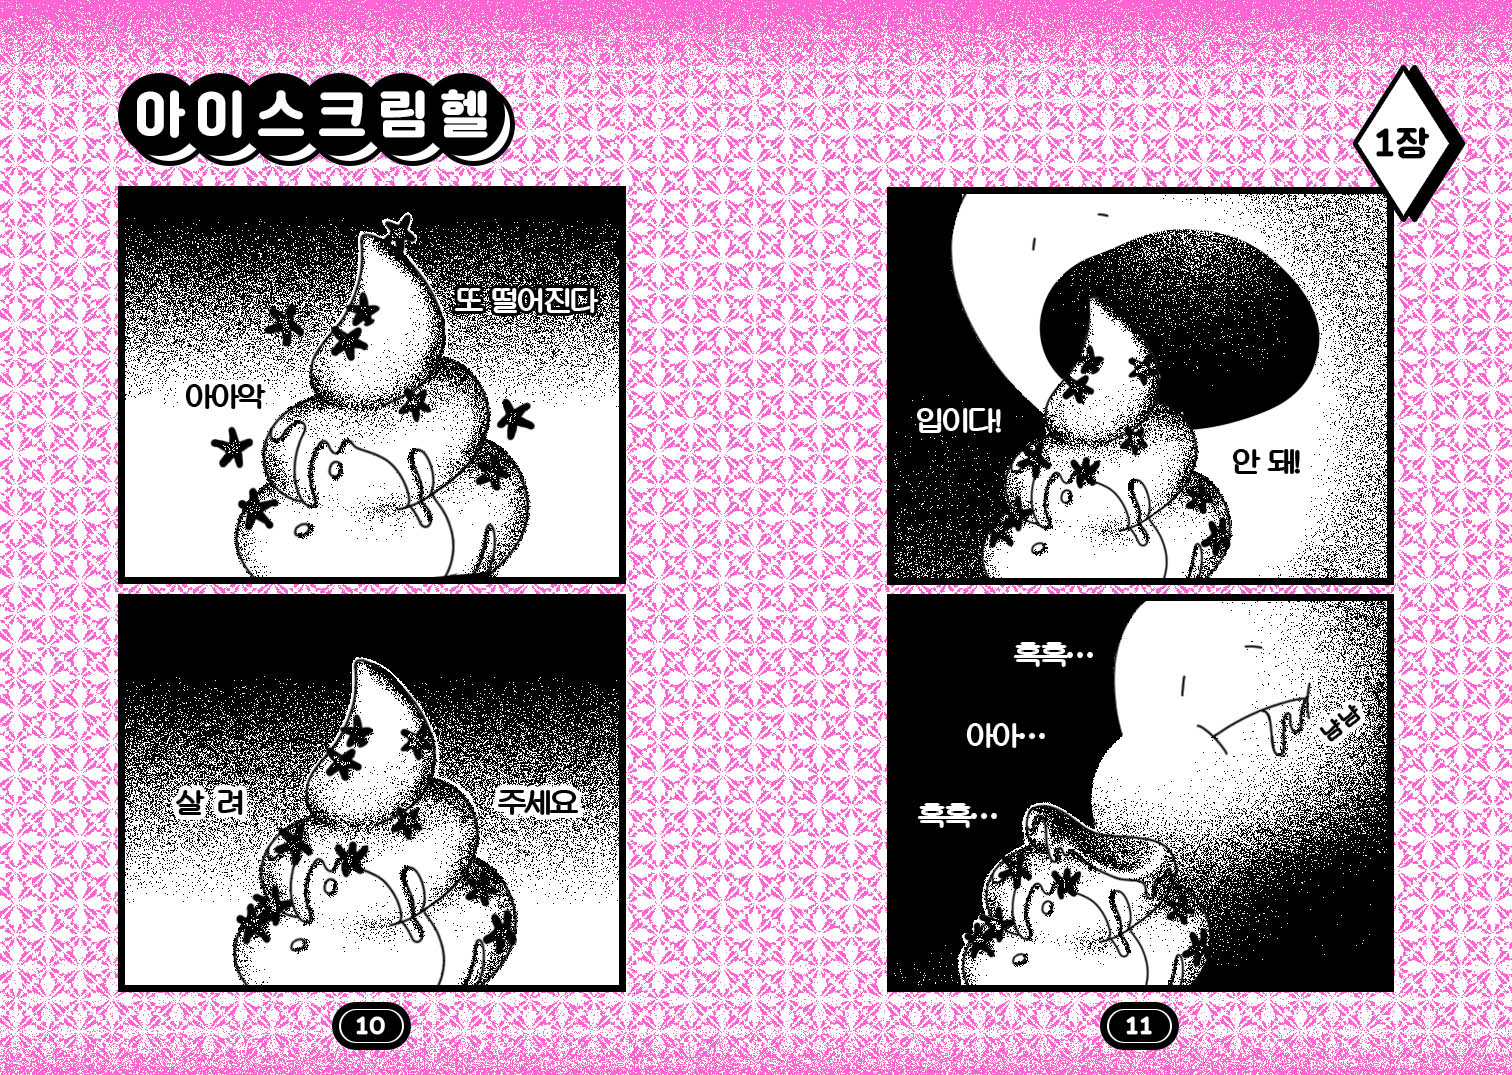 아이스크림헬
1장
또 떨어진다
아아악
살 려
주세요
10
입이다!
안 돼!
흑흑…
아아…
흑흑…
냠냠
11